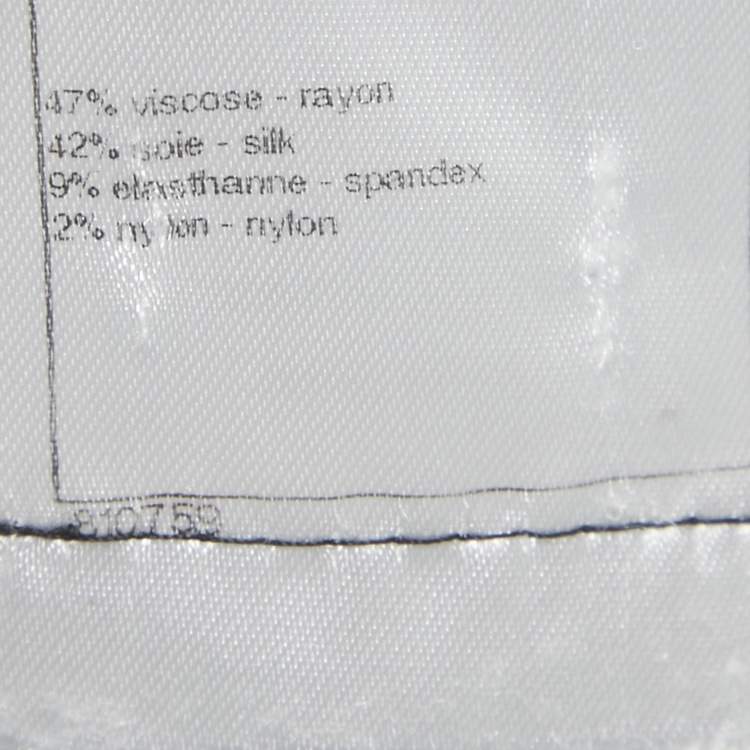 47% viscose - rayon
42% soie - silk
9% elasthanne - spandex
2% nylon - nylon
810759